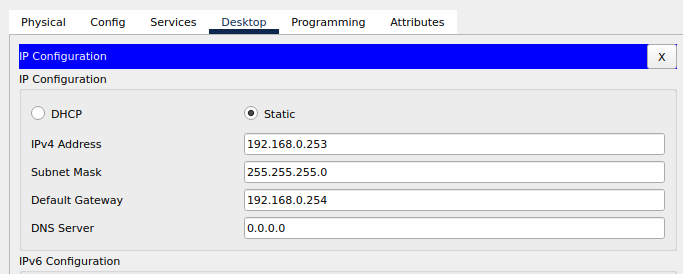 Physical Config Services Desktop Programming Attributes
IP Configuration X
IP Configuration
DHCP Static
IPv4 Address 192.168.0.253
Subnet Mask 255.255.255.0
Default Gateway 192.168.0.254
DNS Server 0.0.0.0
IPv6 Configuration